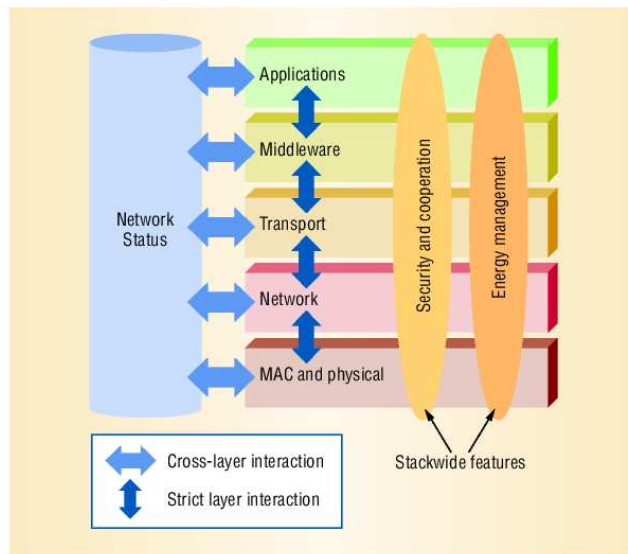 Applications
Middleware
Network
Status
Transport
Network
MAC and physical
Security and cooperation
Energy management
Stackwide features
Cross-layer interaction
Strict layer interaction